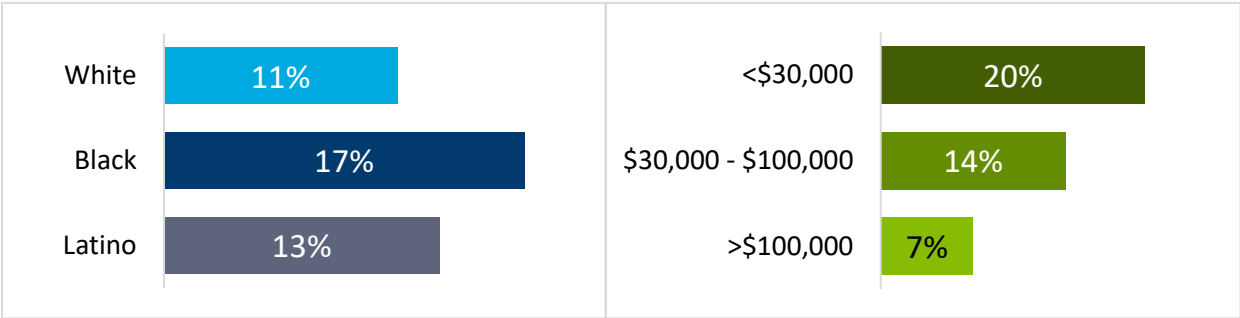 White 11%
Black 17%
Latino 13%
<$30,000 20%
$30,000 - $100,000 14%
>$100,000 7%